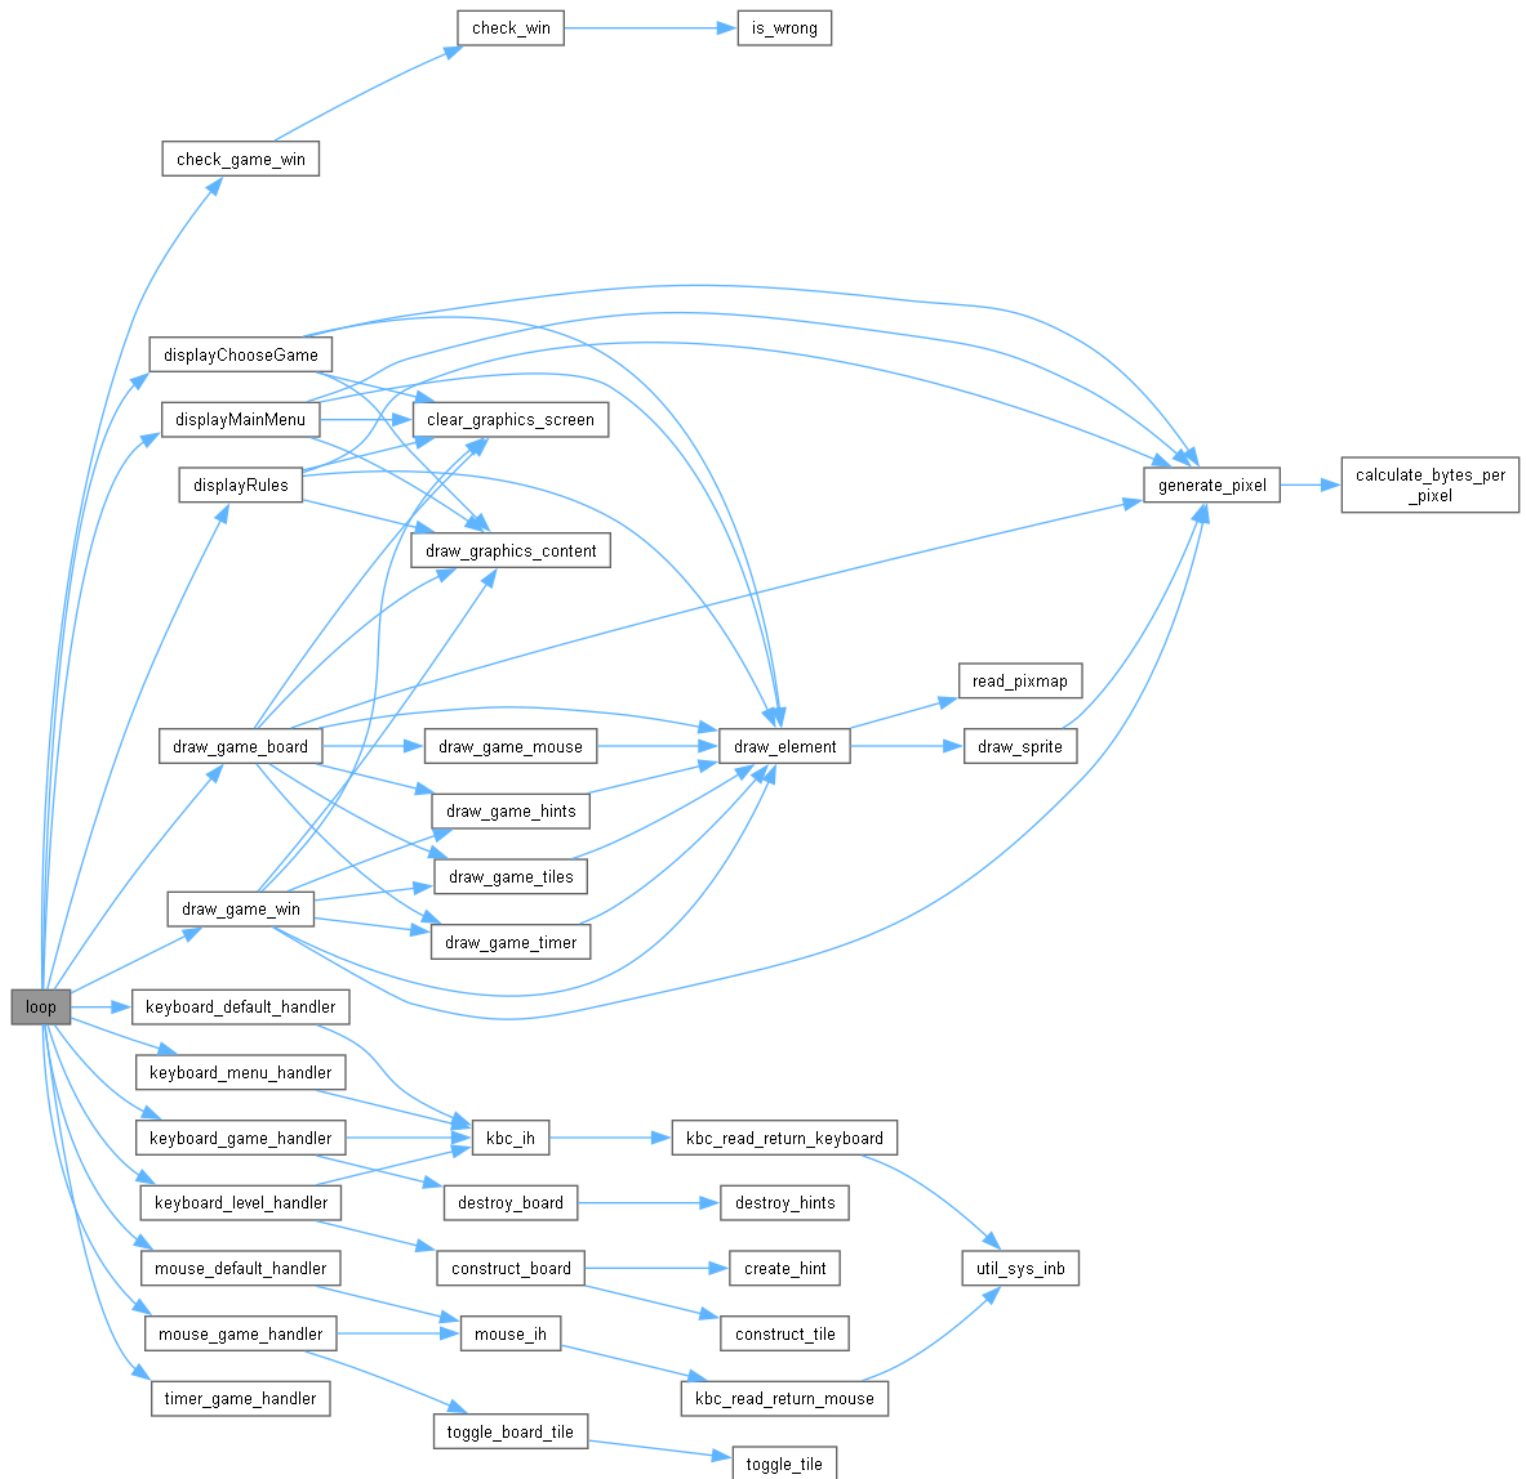 check_win
is_wrong
check_game_win
displayChooseGame
displayMainMenu
clear_graphics_screen
displayRules
generate_pixel
calculate_bytes_per
_pixel
draw_graphics_content
read_pixmap
draw_game_board
draw_game_mouse
draw_element
draw_sprite
draw_game_hints
draw_game_tiles
draw_game_win
draw_game_timer
loop
keyboard_default_handler
keyboard_menu_handler
keyboard_game_handler
kbc_ih
kbc_read_return_keyboard
keyboard_level_handler
destroy_board
destroy_hints
mouse_default_handler
construct_board
create_hint
util_sys_inb
mouse_game_handler
mouse_ih
construct_tile
timer_game_handler
kbc_read_return_mouse
toggle_board_tile
toggle_tile